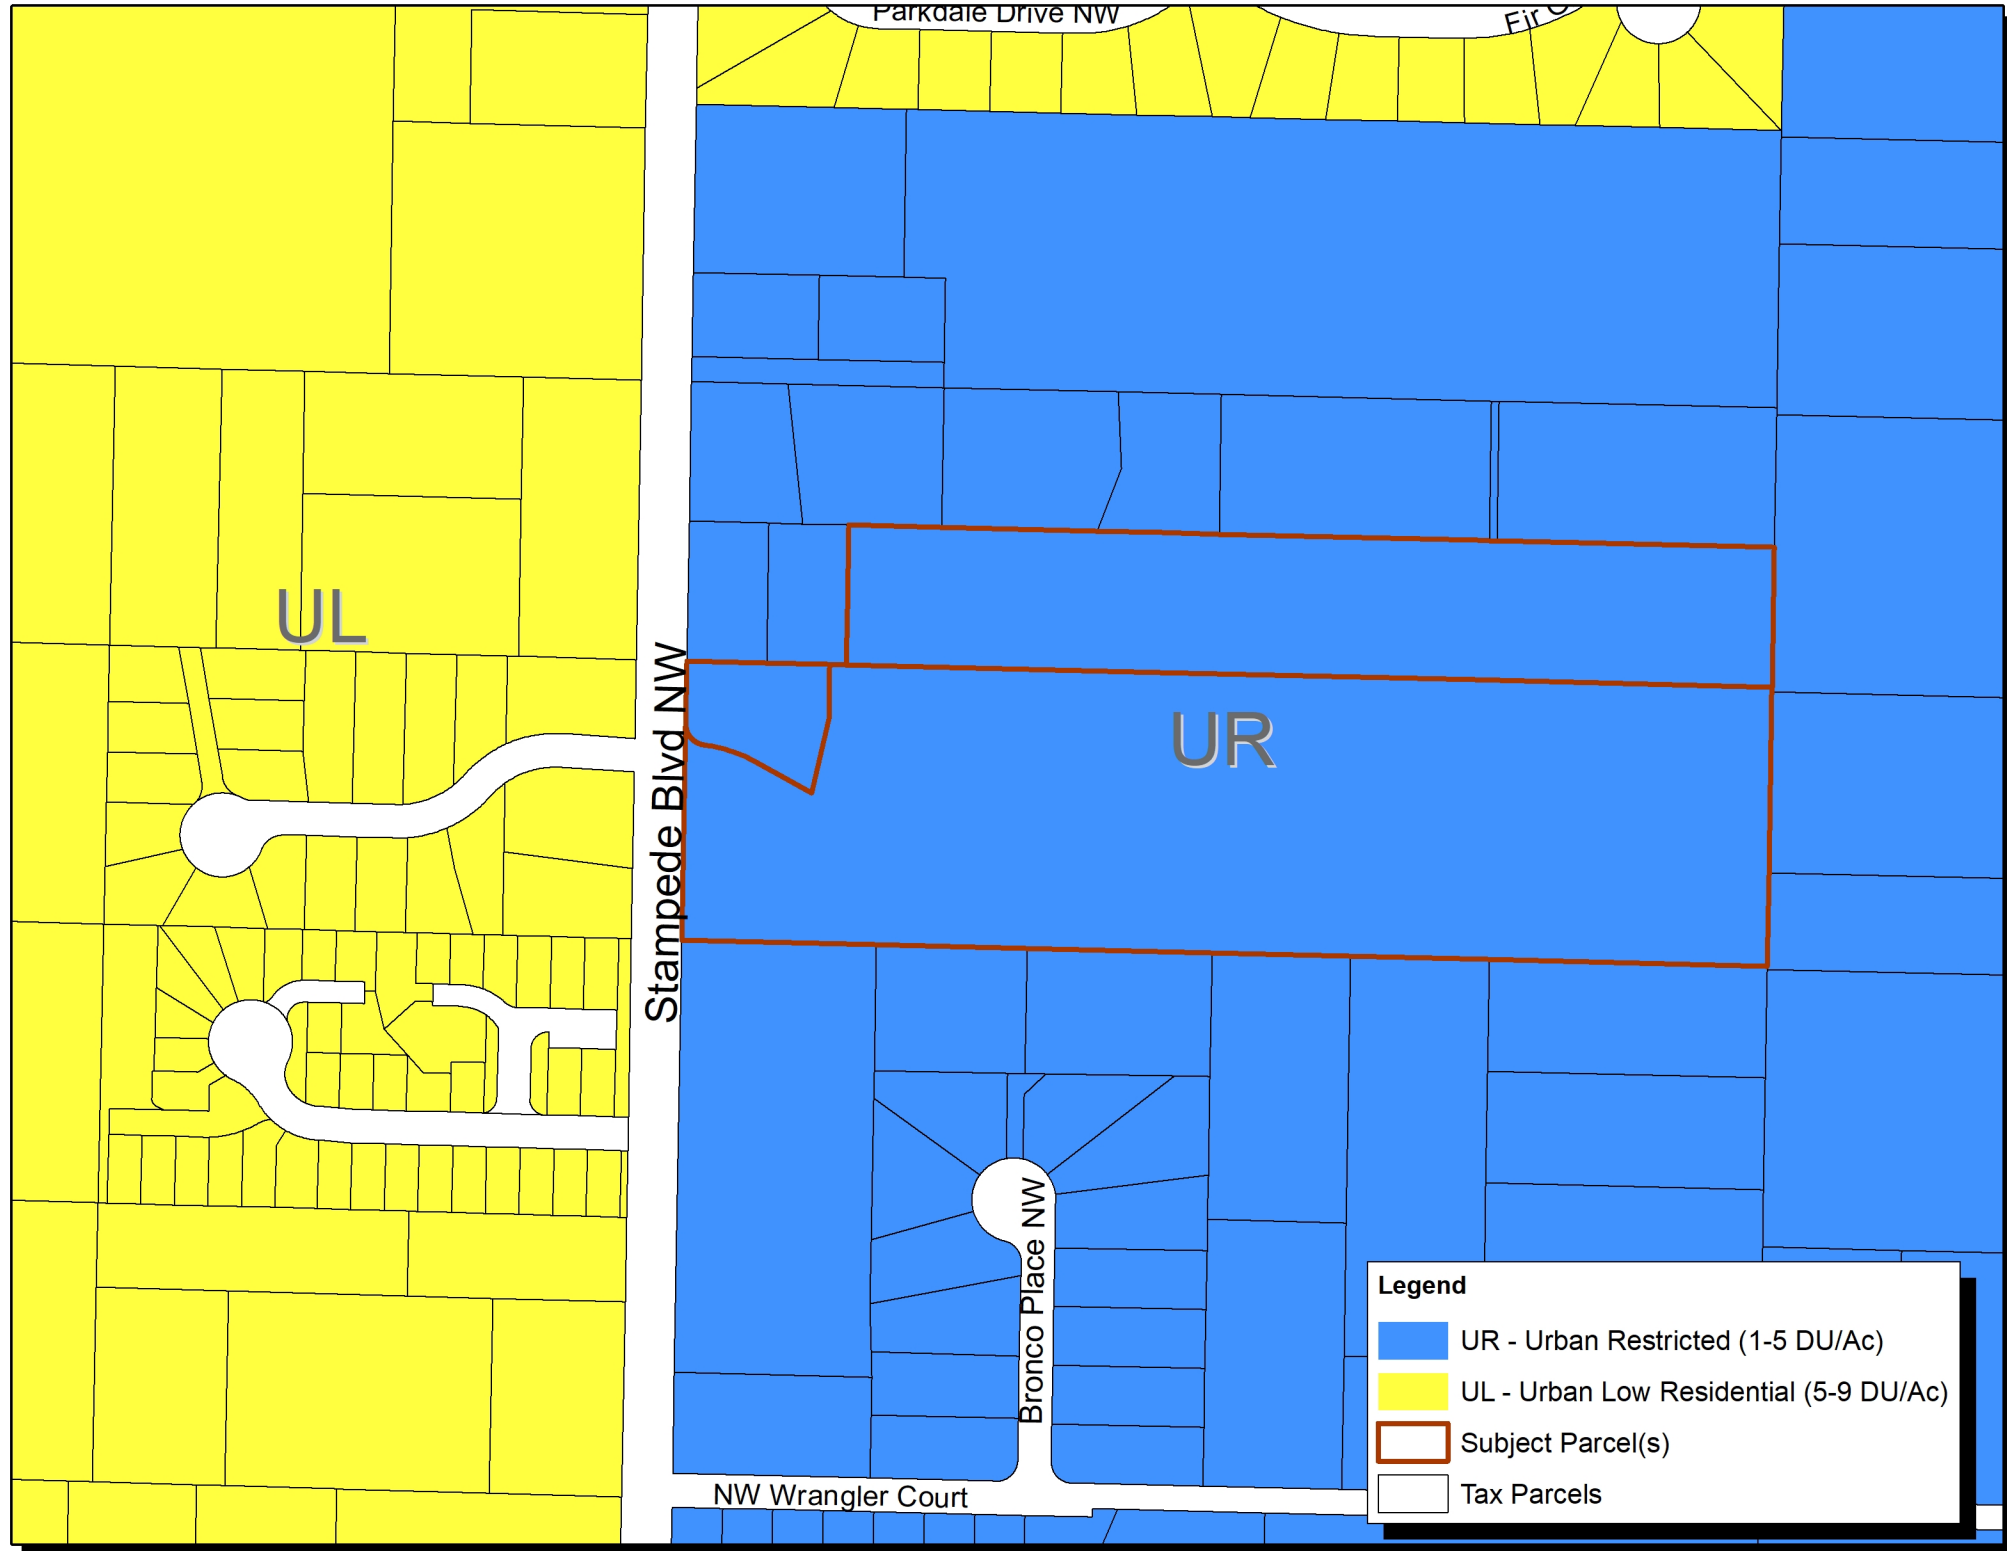 Parkdale Drive NW
Fir
UL
Stampede Blvd NW
UR
Bronco Place NW
NW Wrangler Court
Legend
UR - Urban Restricted (1-5 DU/Ac)
UL - Urban Low Residential (5-9 DU/Ac)
Subject Parcel(s)
Tax Parcels